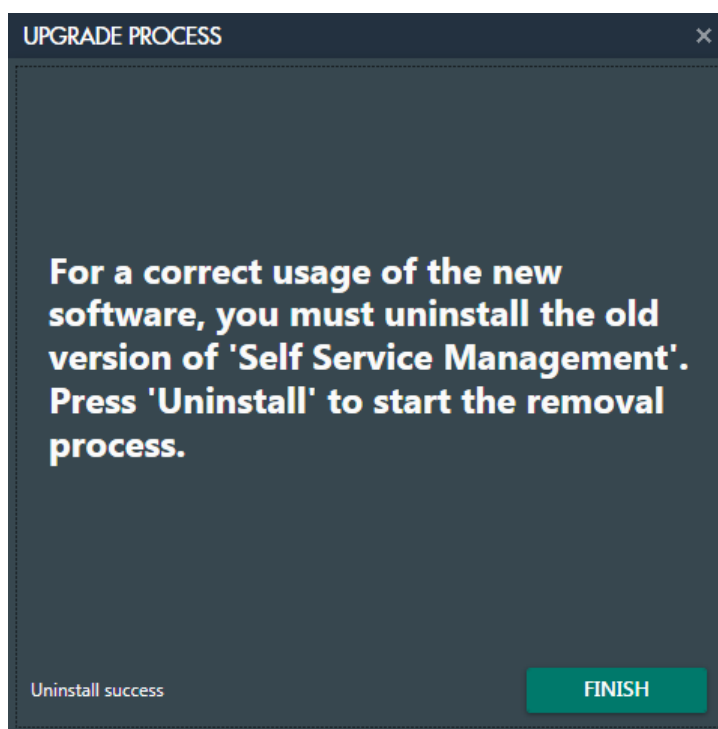 UPGRADE PROCESS
For a correct usage of the new
software, you must uninstall the old
version of 'Self Service Management'.
Press 'Uninstall' to start the removal
process.
Uninstall success
FINISH